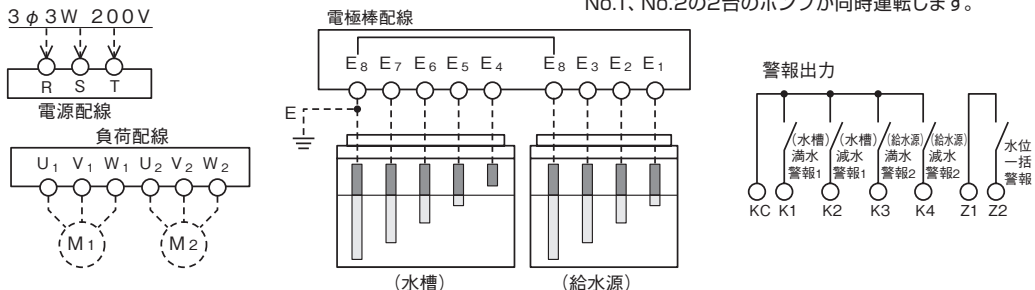 No.1、No.2の2台のポンプが同時運転します。
3φ3W 200V
R S T
電源配線
負荷配線
U1 V1 W1 U2 V2 W2
M1 M2
電極棒配線
E8 E7 E6 E5 E4 E8 E3 E2 E1
E
(水槽) (給水源)
警報出力
(水槽)満水警報1
(水槽)減水警報1
(給水源)満水警報2
(給水源)減水警報2
水位一括警報
KC K1 K2 K3 K4 Z1 Z2